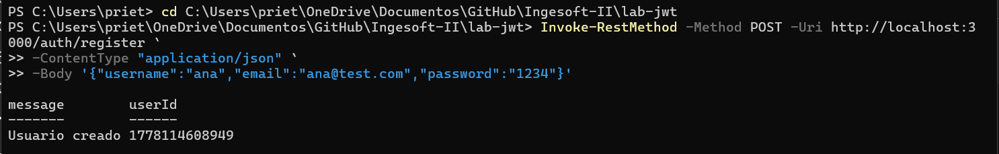 PS C:\Users\priet> cd C:\Users\priet\OneDrive\Documentos\GitHub\Ingesoft-II\lab-jwt
PS C:\Users\priet\OneDrive\Documentos\GitHub\Ingesoft-II\lab-jwt> Invoke-RestMethod -Method POST -Uri http://localhost:3
000/auth/register `
>> -ContentType "application/json" `
>> -Body '{"username":"ana","email":"ana@test.com","password":"1234"}'
message        userId
-------        ------
Usuario creado 1778114608949